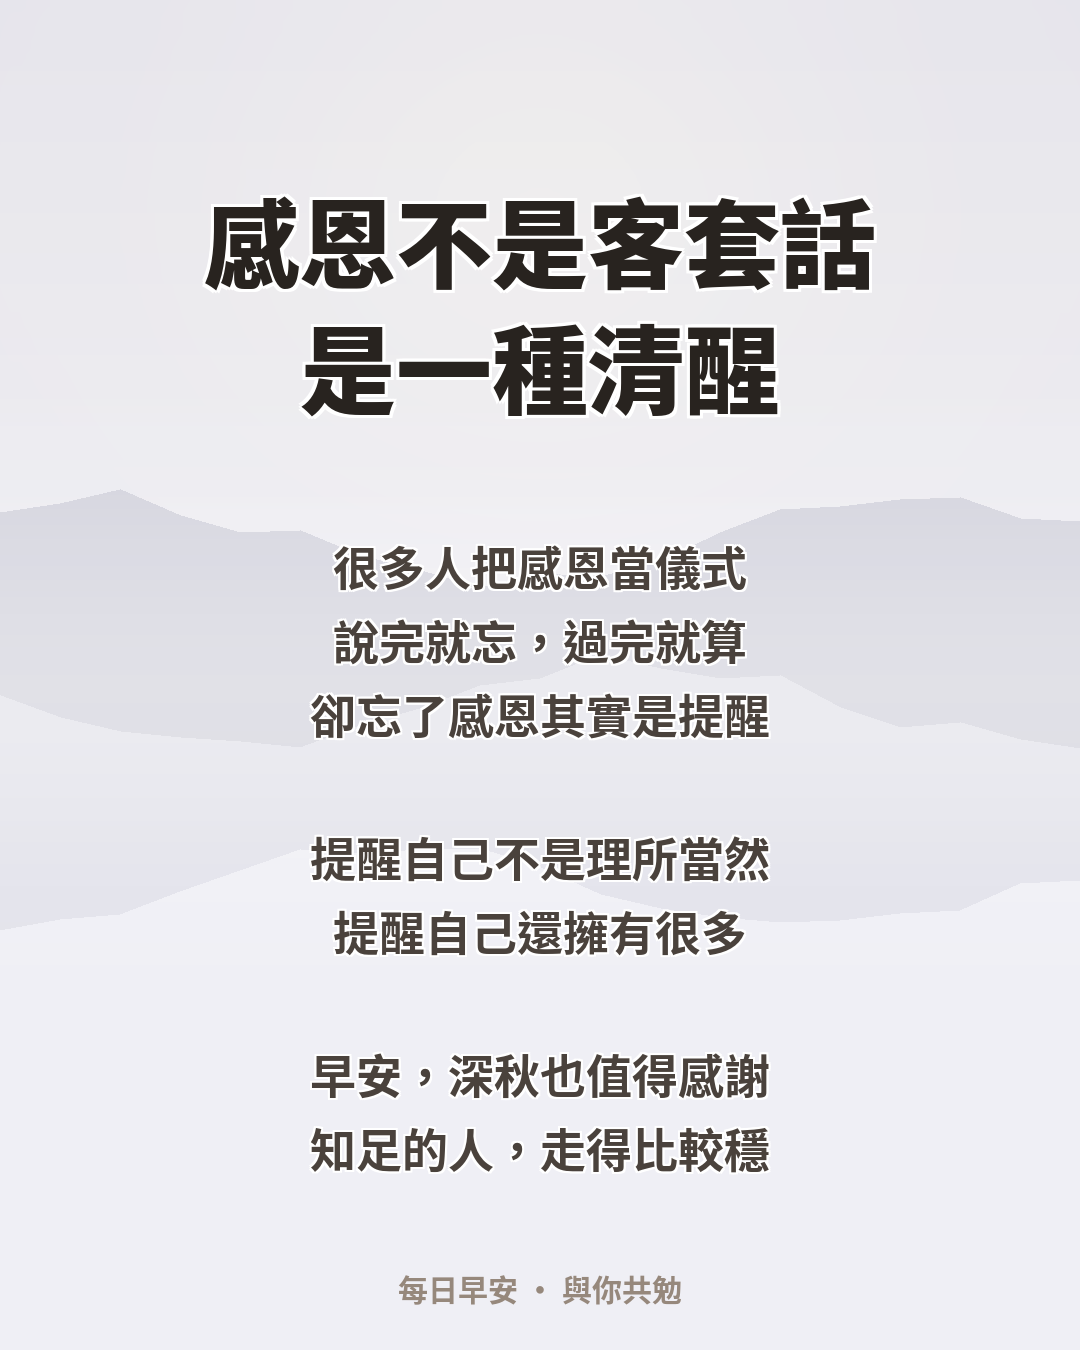 感恩不是客套話
是一種清醒
很多人把感恩當儀式
說完就忘，過完就算
卻忘了感恩其實是提醒
提醒自己不是理所當然
提醒自己還擁有很多
早安，深秋也值得感謝
知足的人，走得比較穩
每日早安・與你共勉